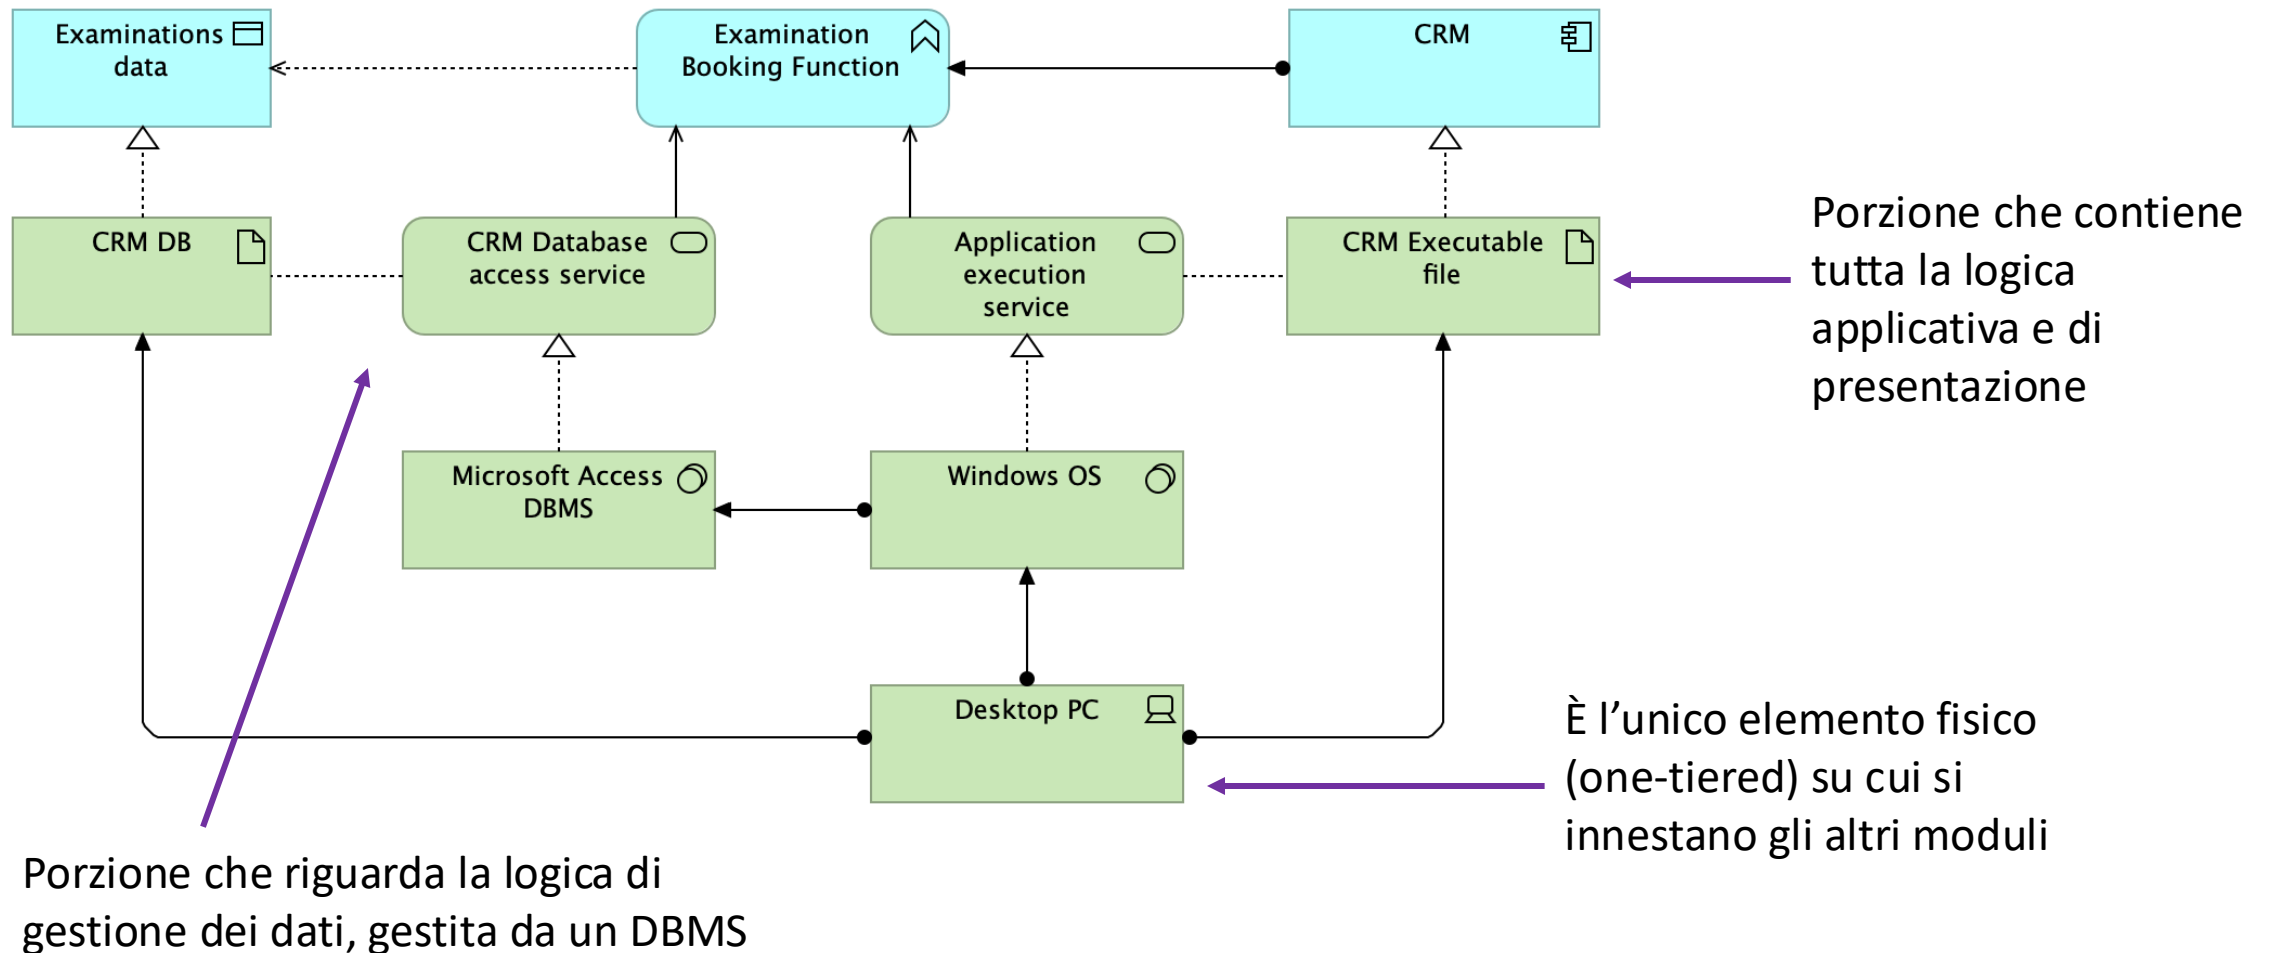 Examinations
data
Examination
Booking Function
CRM
CRM DB
CRM Database
access service
Application
execution
service
CRM Executable
file
Porzione che contiene
tutta la logica
applicativa e di
presentazione
Microsoft Access
DBMS
Windows OS
Desktop PC
È l’unico elemento fisico
(one-tiered) su cui si
innestano gli altri moduli
Porzione che riguarda la logica di
gestione dei dati, gestita da un DBMS